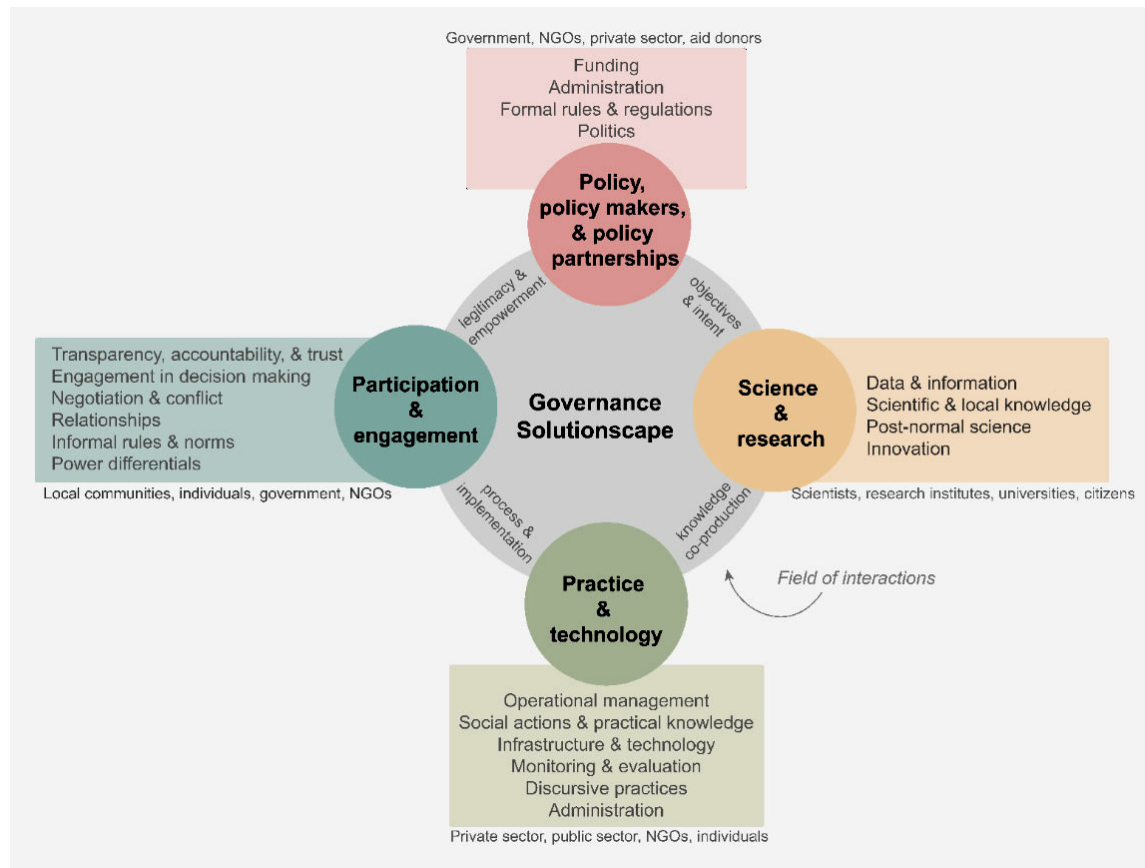 Government, NGOs, private sector, aid donors
Funding
Administration
Formal rules & regulations
Politics
Policy,
policy makers,
& policy
partnerships
legitimacy &
empowerment
objectives
& intent
Transparency, accountability, & trust
Engagement in decision making
Negotiation & conflict
Relationships
Informal rules & norms
Power differentials
Local communities, individuals, government, NGOs
Participation
&
engagement
Governance
Solutionscape
Science
&
research
Data & information
Scientific & local knowledge
Post-normal science
Innovation
Scientists, research institutes, universities, citizens
process &
implementation
knowledge
co-production
Field of interactions
Practice
&
technology
Operational management
Social actions & practical knowledge
Infrastructure & technology
Monitoring & evaluation
Discursive practices
Administration
Private sector, public sector, NGOs, individuals